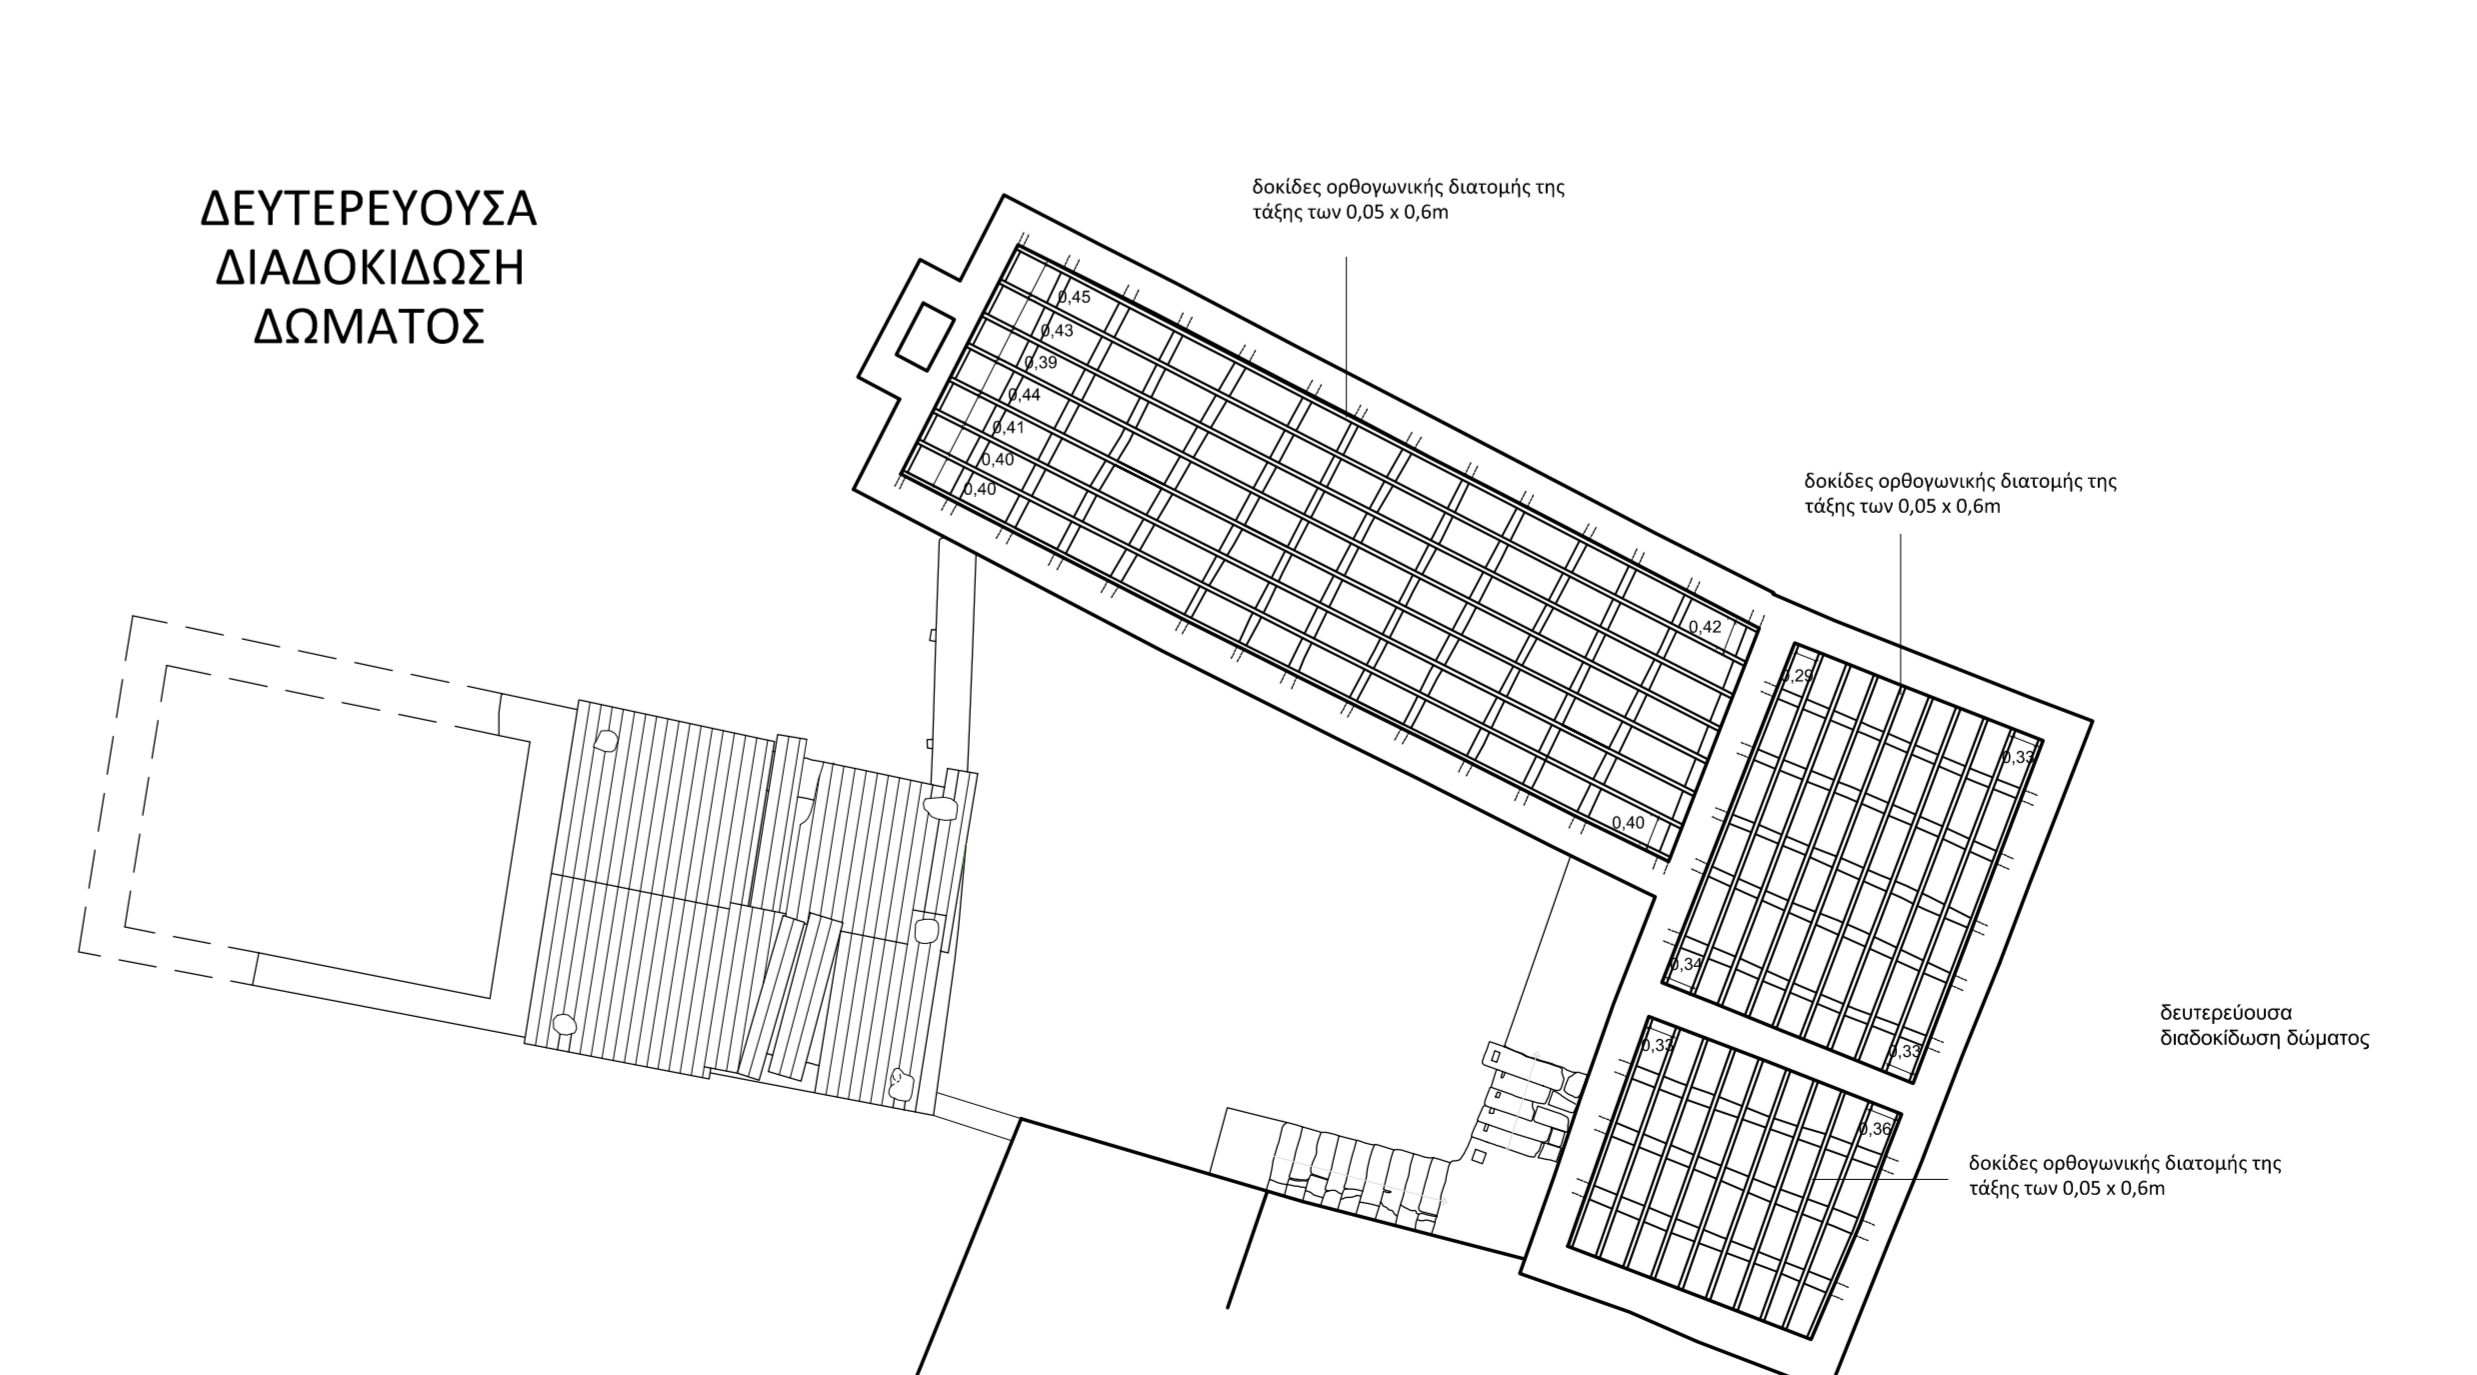 ΔΕΥΤΕΡΕΥΟΥΣΑ
ΔΙΑΔΟΚΙΔΩΣΗ
ΔΩΜΑΤΟΣ
δοκίδες ορθογωνικής διατομής της
τάξης των 0,05 x 0,6m
0,45
0,43
0,39
0,44
0,41
0,40
0,40
0,42
0,40
δοκίδες ορθογωνικής διατομής της
τάξης των 0,05 x 0,6m
0,29
0,33
0,34
0,33
δευτερεύουσα
διαδοκίδωση δώματος
0,33
0,36
δοκίδες ορθογωνικής διατομής της
τάξης των 0,05 x 0,6m